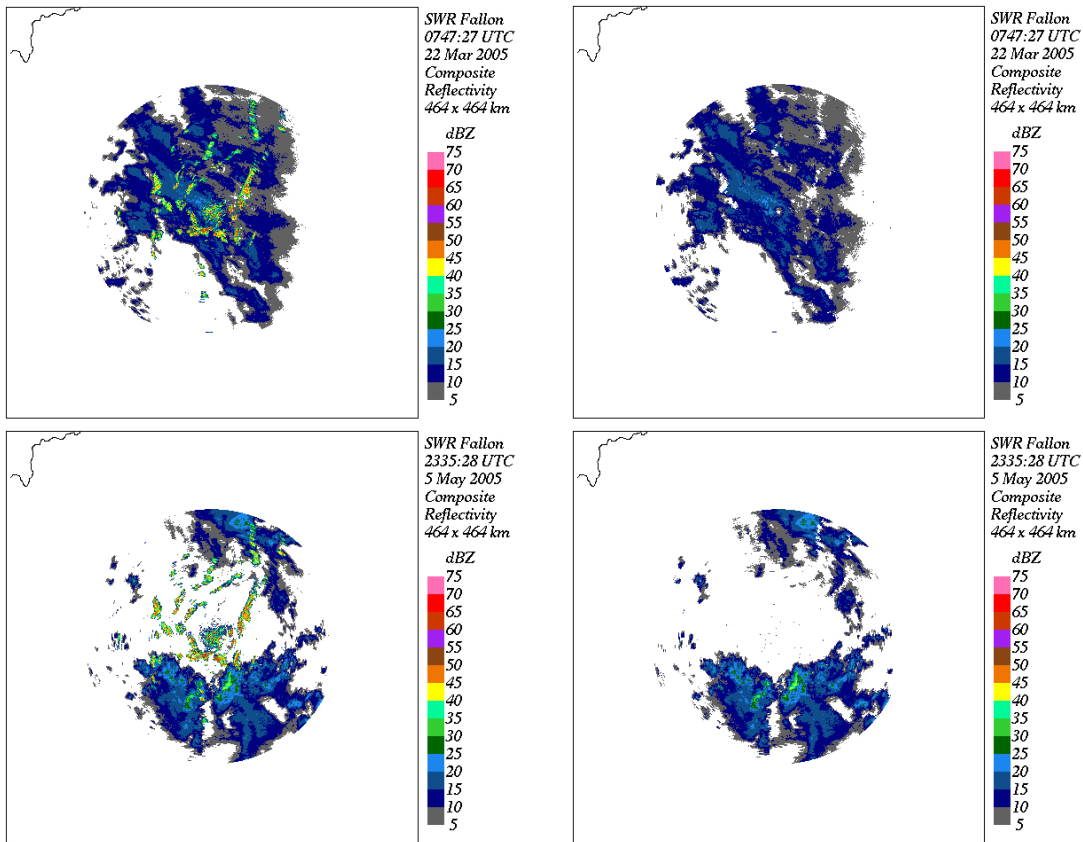 SWR Fallon
0747:27 UTC
22 Mar 2005
Composite
Reflectivity
464 x 464 km
dBZ
75
70
65
60
55
50
45
40
35
30
25
20
15
10
5
SWR Fallon
0747:27 UTC
22 Mar 2005
Composite
Reflectivity
464 x 464 km
dBZ
75
70
65
60
55
50
45
40
35
30
25
20
15
10
5
SWR Fallon
2335:28 UTC
5 May 2005
Composite
Reflectivity
464 x 464 km
dBZ
75
70
65
60
55
50
45
40
35
30
25
20
15
10
5
SWR Fallon
2335:28 UTC
5 May 2005
Composite
Reflectivity
464 x 464 km
dBZ
75
70
65
60
55
50
45
40
35
30
25
20
15
10
5